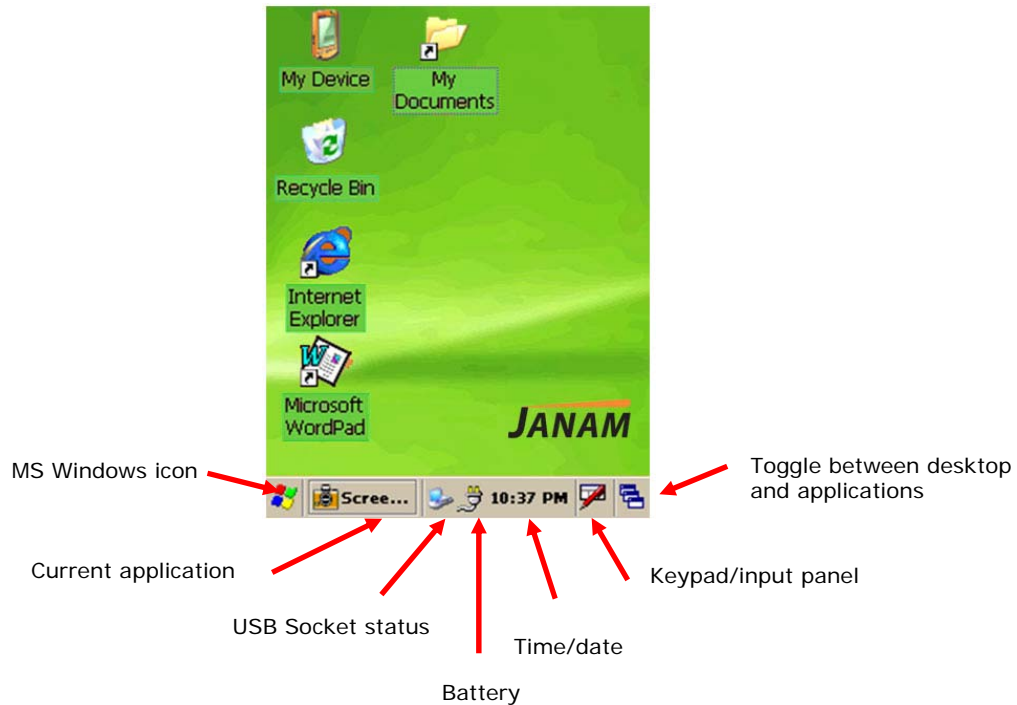 My Device
My
Documents
Recycle Bin
Internet
Explorer
Microsoft
WordPad
JANAM
MS Windows icon
Toggle between desktop
and applications
Scree...
10:37 PM
Current application
Keypad/input panel
USB Socket status
Time/date
Battery